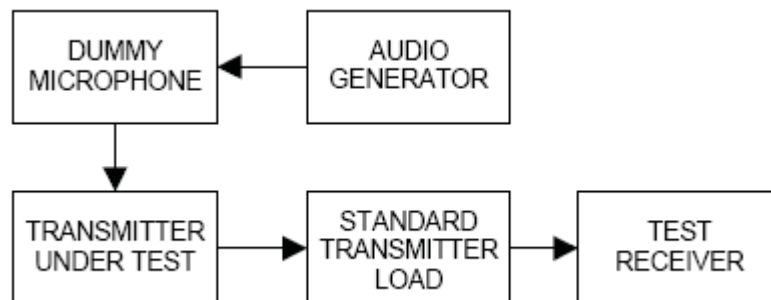 DUMMY
MICROPHONE
AUDIO
GENERATOR
TRANSMITTER
UNDER TEST
STANDARD
TRANSMITTER
LOAD
TEST
RECEIVER